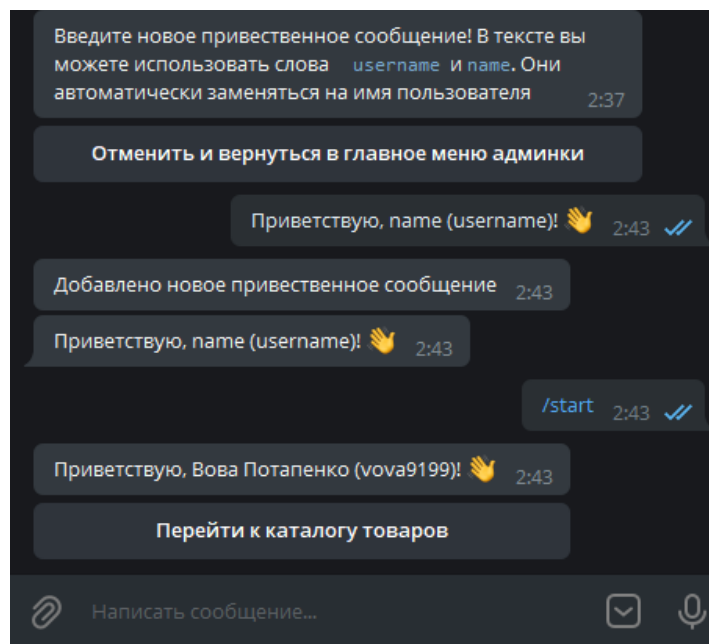 Введите новое привественное сообщение! В тексте вы
можете использовать слова username и name. Они
автоматически заменяться на имя пользователя 2:37
Отменить и вернуться в главное меню админки
Приветствую, name (username)! 👋 2:43
Добавлено новое привественное сообщение 2:43
Приветствую, name (username)! 👋 2:43
/start 2:43
Приветствую, Вова Потапенко (vova9199)! 👋 2:43
Перейти к каталогу товаров
Написать сообщение...